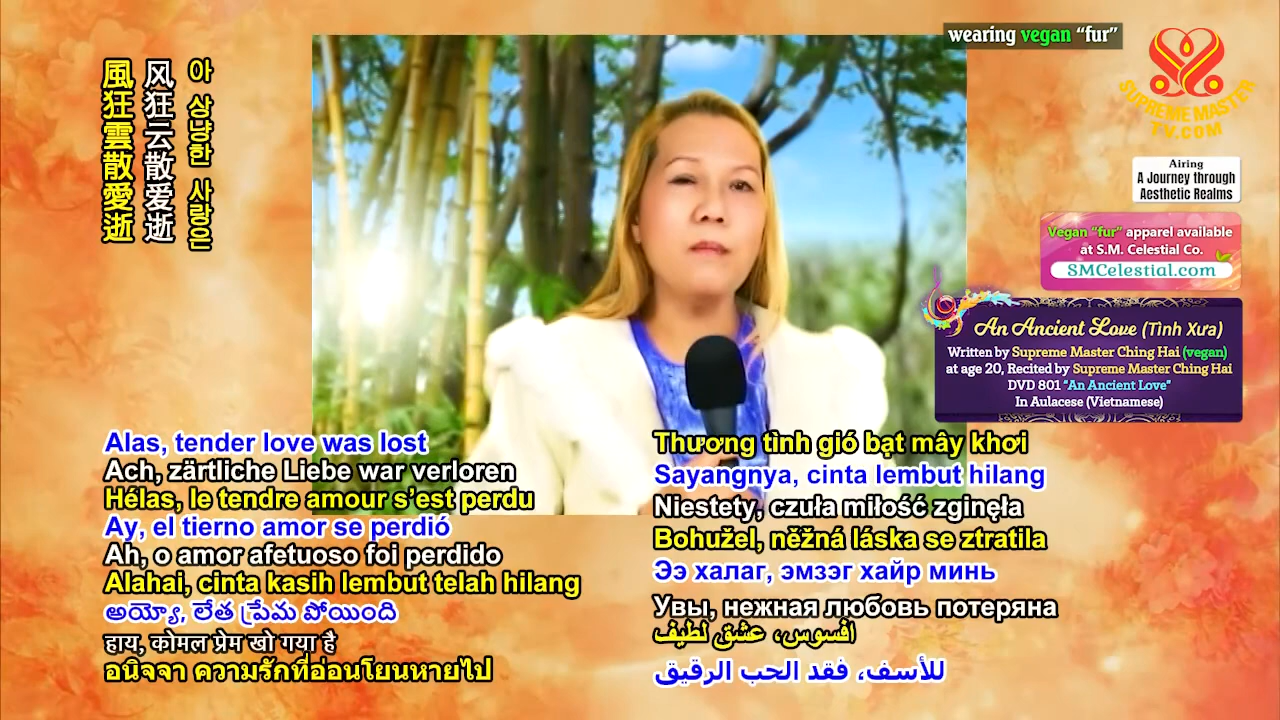 wearing vegan “fur”
SUPREME MASTER
TV.COM
Airing
A Journey through
Aesthetic Realms
Vegan “fur” apparel available
at S.M. Celestial Co.
SMCelestial.com
An Ancient Love (Tình Xưa)
Written by Supreme Master Ching Hai (vegan)
at age 20, Recited by Supreme Master Ching Hai
DVD 801 “An Ancient Love”
In Aulacese (Vietnamese)
風狂雲散愛逝
风狂云散爱逝
아 상냥한 사랑은
Alas, tender love was lost
Ach, zärtliche Liebe war verloren
Hélas, le tendre amour s’est perdu
Ay, el tierno amor se perdió
Ah, o amor afetuoso foi perdido
Alahai, cinta kasih lembut telah hilang
అయ్యో, లేత ప్రేమ పోయింది
हाय, कोमल प्रेम खो गया है
อนิจจา ความรักที่อ่อนโยนหายไป
Thương tình gió bạt mây khơi
Sayangnya, cinta lembut hilang
Niestety, czuła miłość zginęła
Bohužel, něžná láska se ztratila
Ээ халаг, эмзэг хайр минь
Увы, нежная любовь потеряна
افسوس، عشق لطیف
للأسف، فقد الحب الرقيق